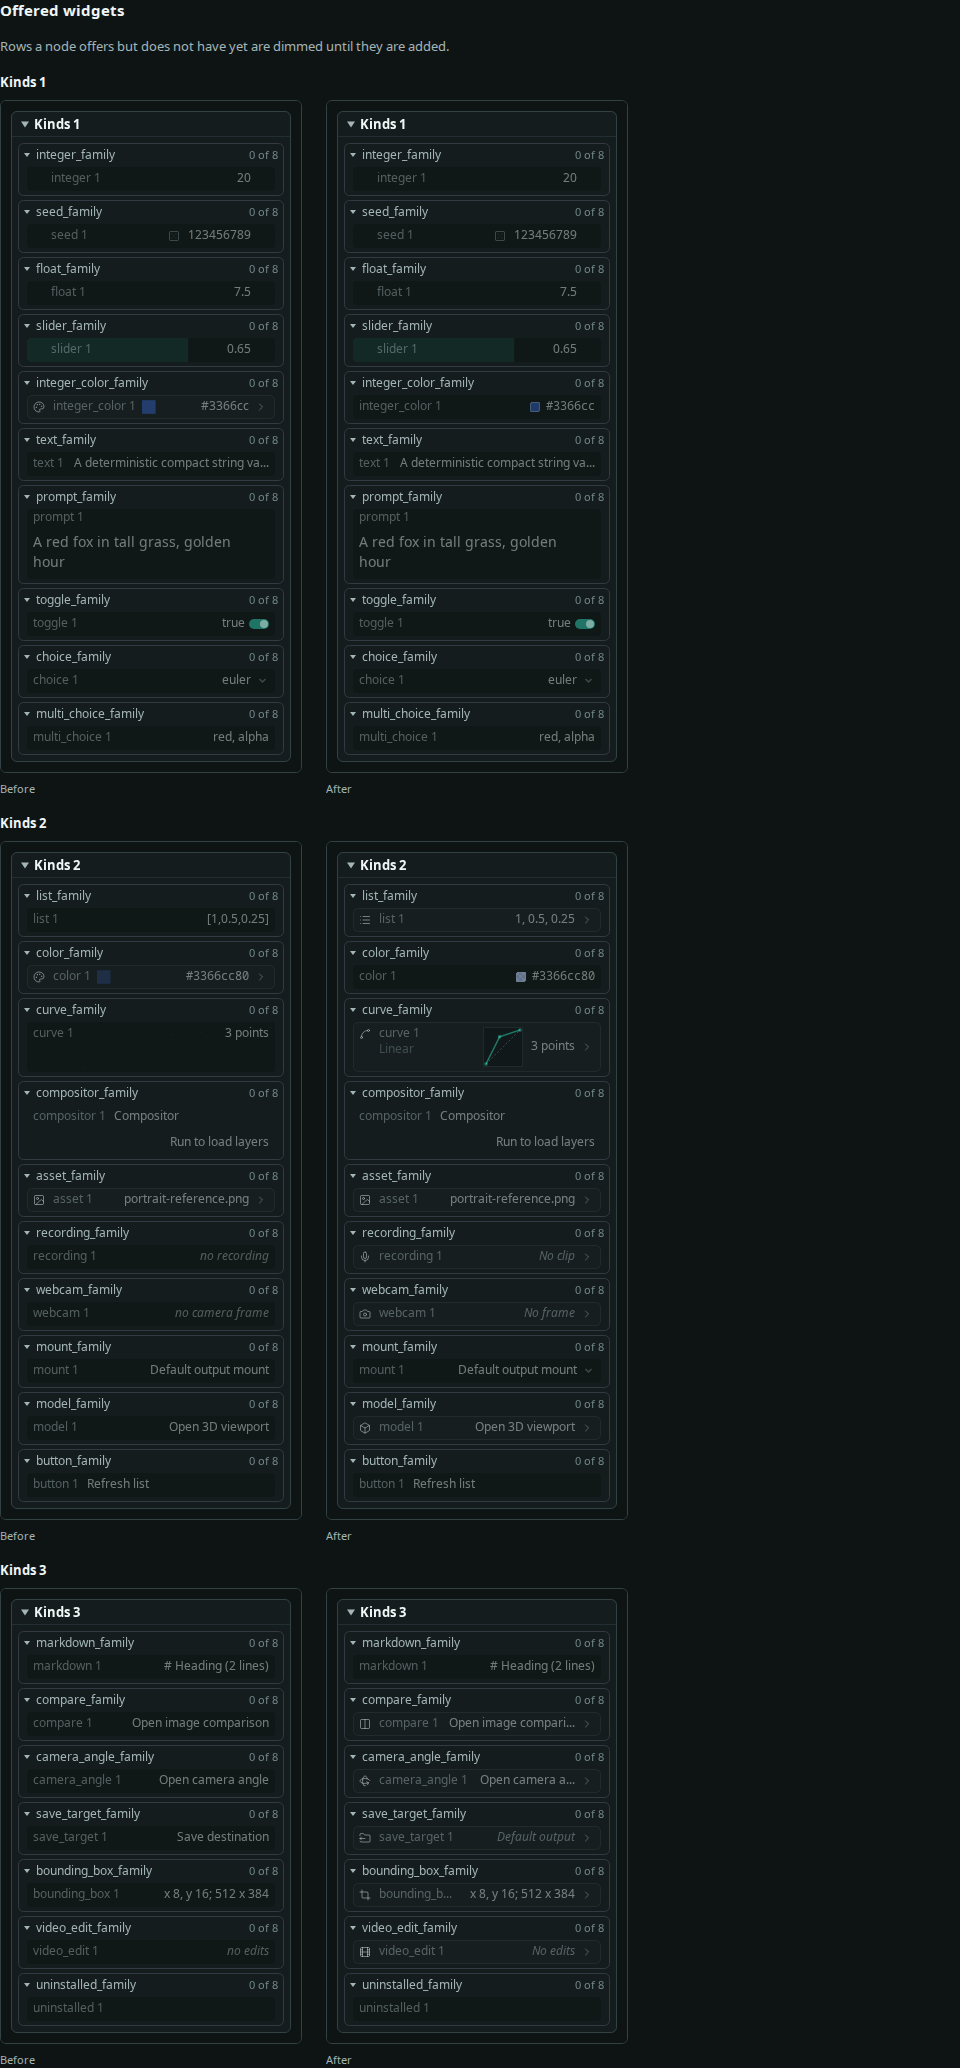 Offered widgets
Rows a node offers but does not have yet are dimmed until they are added.
Kinds 1
Kinds 1
integer_family 0 of 8
integer 1 20
seed_family 0 of 8
seed 1 123456789
float_family 0 of 8
float 1 7.5
slider_family 0 of 8
slider 1 0.65
integer_color_family 0 of 8
integer_color 1 #3366cc
text_family 0 of 8
text 1 A deterministic compact string va...
prompt_family 0 of 8
prompt 1
A red fox in tall grass, golden
hour
toggle_family 0 of 8
toggle 1 true
choice_family 0 of 8
choice 1 euler
multi_choice_family 0 of 8
multi_choice 1 red, alpha
Before
Kinds 1
integer_family 0 of 8
integer 1 20
seed_family 0 of 8
seed 1 123456789
float_family 0 of 8
float 1 7.5
slider_family 0 of 8
slider 1 0.65
integer_color_family 0 of 8
integer_color 1 #3366cc
text_family 0 of 8
text 1 A deterministic compact string va...
prompt_family 0 of 8
prompt 1
A red fox in tall grass, golden
hour
toggle_family 0 of 8
toggle 1 true
choice_family 0 of 8
choice 1 euler
multi_choice_family 0 of 8
multi_choice 1 red, alpha
After
Kinds 2
Kinds 2
list_family 0 of 8
list 1 [1,0.5,0.25]
color_family 0 of 8
color 1 #3366cc80
curve_family 0 of 8
curve 1 3 points
compositor_family 0 of 8
compositor 1 Compositor
Run to load layers
asset_family 0 of 8
asset 1 portrait-reference.png
recording_family 0 of 8
recording 1 no recording
webcam_family 0 of 8
webcam 1 no camera frame
mount_family 0 of 8
mount 1 Default output mount
model_family 0 of 8
model 1 Open 3D viewport
button_family 0 of 8
button 1 Refresh list
Before
Kinds 2
list_family 0 of 8
list 1 1, 0.5, 0.25
color_family 0 of 8
color 1 #3366cc80
curve_family 0 of 8
curve 1 3 points
Linear
compositor_family 0 of 8
compositor 1 Compositor
Run to load layers
asset_family 0 of 8
asset 1 portrait-reference.png
recording_family 0 of 8
recording 1 No clip
webcam_family 0 of 8
webcam 1 No frame
mount_family 0 of 8
mount 1 Default output mount
model_family 0 of 8
model 1 Open 3D viewport
button_family 0 of 8
button 1 Refresh list
After
Kinds 3
Kinds 3
markdown_family 0 of 8
markdown 1 # Heading (2 lines)
compare_family 0 of 8
compare 1 Open image comparison
camera_angle_family 0 of 8
camera_angle 1 Open camera angle
save_target_family 0 of 8
save_target 1 Save destination
bounding_box_family 0 of 8
bounding_box 1 x 8, y 16; 512 x 384
video_edit_family 0 of 8
video_edit 1 no edits
uninstalled_family 0 of 8
uninstalled 1
Before
Kinds 3
markdown_family 0 of 8
markdown 1 # Heading (2 lines)
compare_family 0 of 8
compare 1 Open image compari...
camera_angle_family 0 of 8
camera_angle 1 Open camera a...
save_target_family 0 of 8
save_target 1 Default output
bounding_box_family 0 of 8
bounding_b... x 8, y 16; 512 x 384
video_edit_family 0 of 8
video_edit 1 No edits
uninstalled_family 0 of 8
uninstalled 1
After